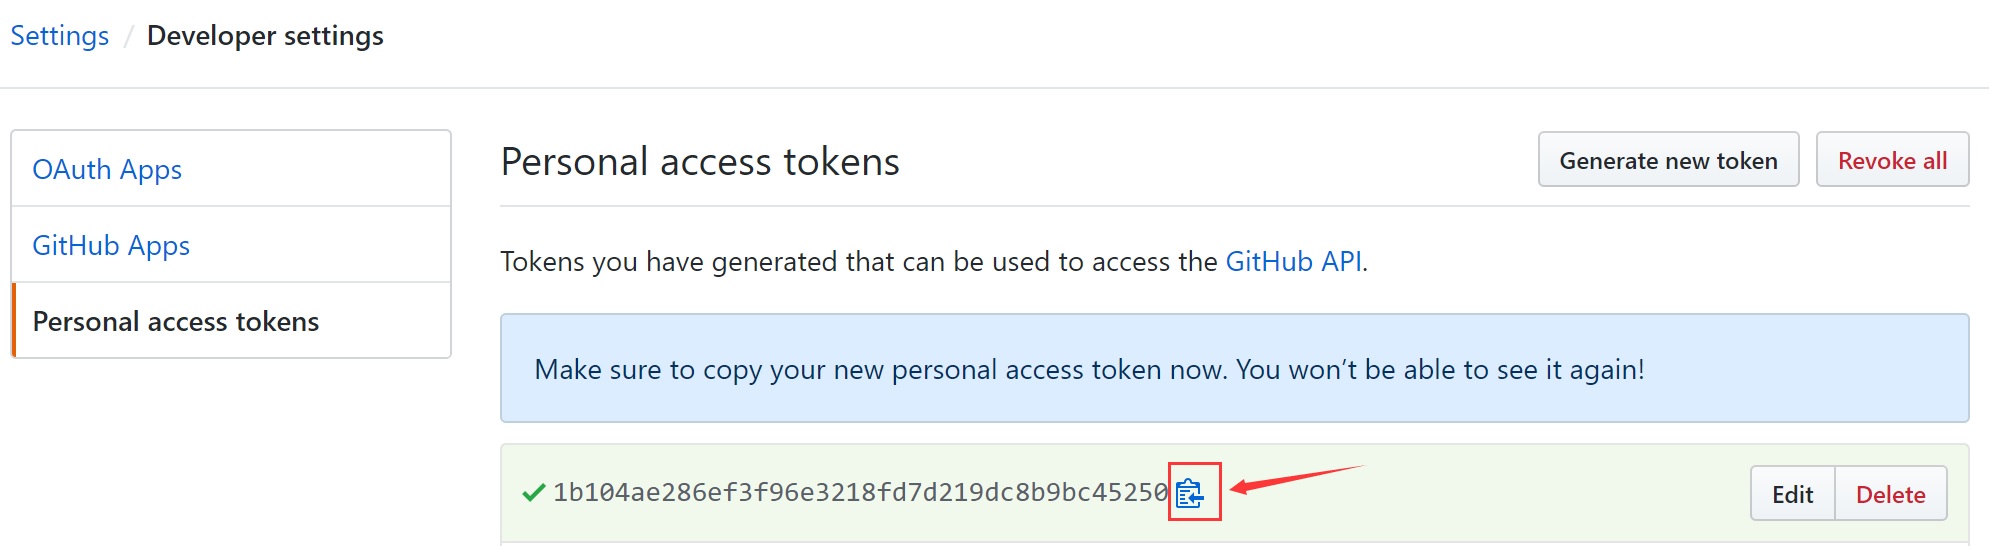 Settings / Developer settings
OAuth Apps
GitHub Apps
Personal access tokens
Personal access tokens
Generate new token
Revoke all
Tokens you have generated that can be used to access the GitHub API.
Make sure to copy your new personal access token now. You won’t be able to see it again!
1b104ae286ef3f96e3218fd7d219dc8b9bc45250
Edit
Delete